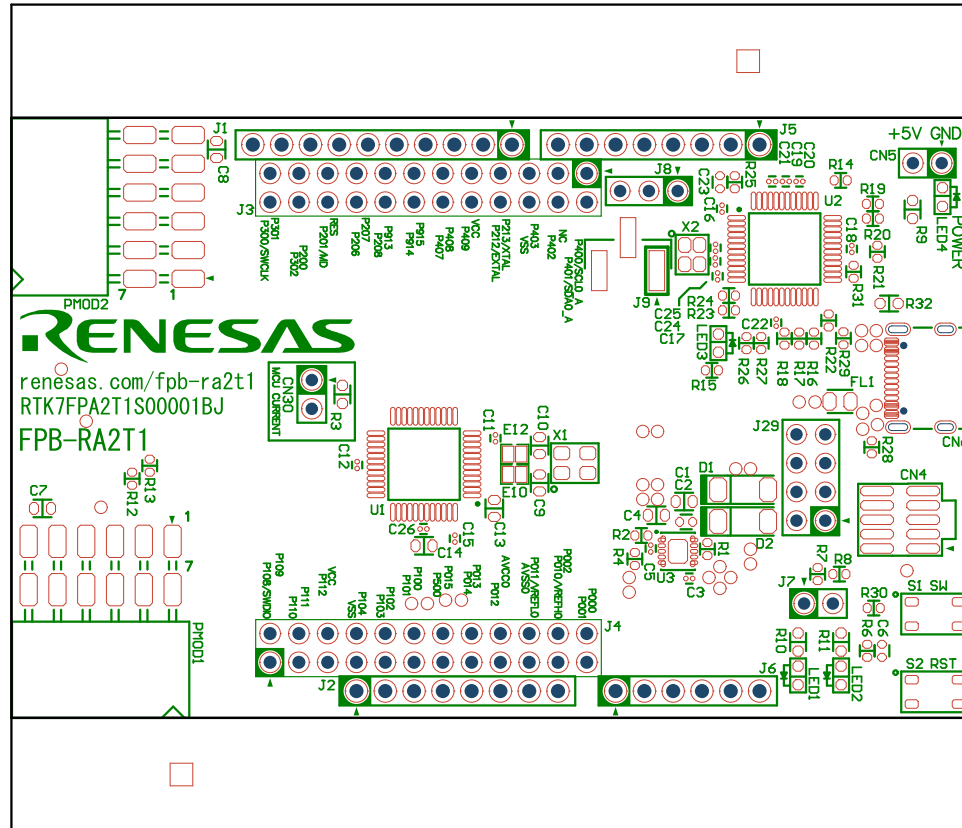 J1
J5
+5V GND
CN5
C8
C21
C19
C20
J8
C23
R25
R14
U2
R19
R20
R9
LED4
POWER
J3
C16
X2
C18
R21
R31
P301
P300/SWCLK
P200
P302
RES
P201/MD
P206
P207
P208
P913
P914
P915
P407
P408
P409
VCC
P212/EXTAL
P213/XTAL
VSS
P403
P402
NC
P400/SCL0_A
P401/SDA0_A
J9
R24
R23
C25
C24
C17
C22
R32
7 1
PMOD2
RENESAS
renesas.com/fpb-ra2t1
RTK7FPA2T1S00001BJ
FPB-RA2T1
CN30
MCU CURRENT
R3
LED3
R15
R26
R27
R18
R17
R16
R22
R29
FL1
J29
R28
CN4
C12
C11
E12
C10
X1
E10
C9
C13
U1
C26
C14
C15
C7
R12
R13
1
7
D1
C1
C2
C4
D2
R2
R4
C5
U3
R1
C3
R7
R8
J7
P109
P108/SWDIO
P110
P111
P112
VCC
VSS
P104
P103
P102
P101
P100
P500
P015
P014
P013
P012
AVCC0
AVSS0
P011/VREFL0
P010/VREFH0
P002
P001
P000
J4
PMOD1
J2
J6
R10
R11
LED1
LED2
R30
R6
C6
S1 SW
S2 RST